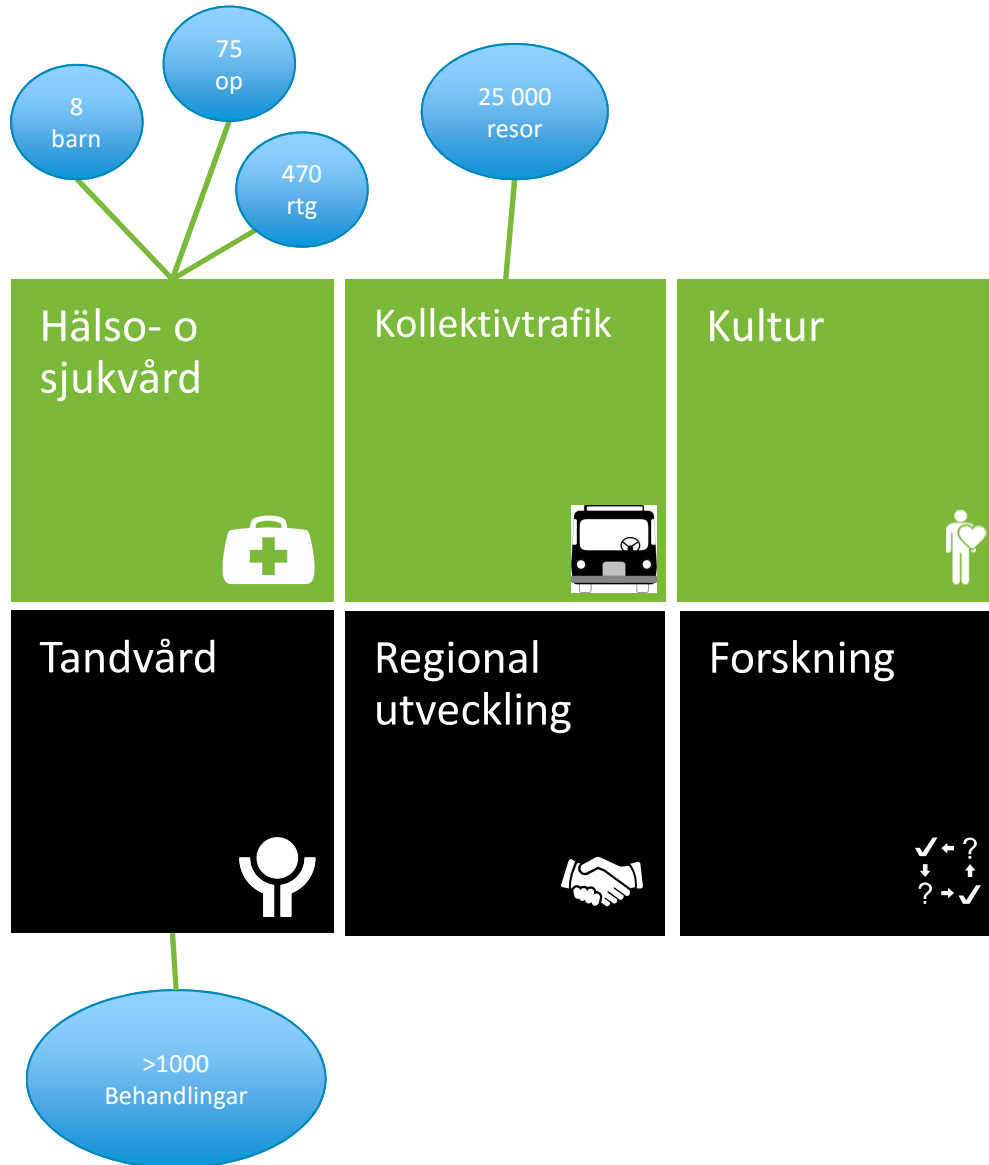 75
op
8
barn
25 000
resor
470
rtg
Hälso- o
sjukvård
Kollektivtrafik
Kultur
Tandvård
Regional
utveckling
Forskning
?
?
>1000
Behandlingar